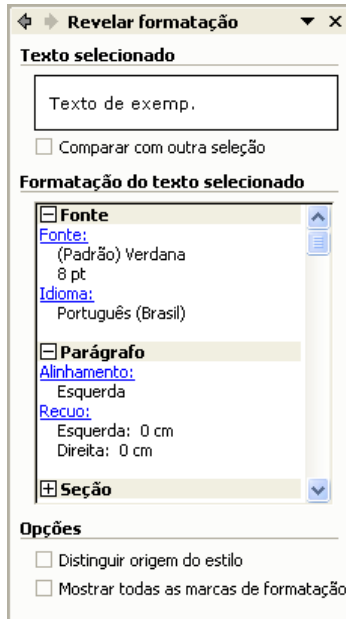 Revelar formatação
Texto selecionado
Texto de exemp.
Comparar com outra seleção
Formatação do texto selecionado
Fonte
Fonte:
(Padrão) Verdana
8 pt
Idioma:
Português (Brasil)
Parágrafo
Alinhamento:
Esquerda
Recuo:
Esquerda: 0 cm
Direita: 0 cm
Seção
Opções
Distinguir origem do estilo
Mostrar todas as marcas de formatação